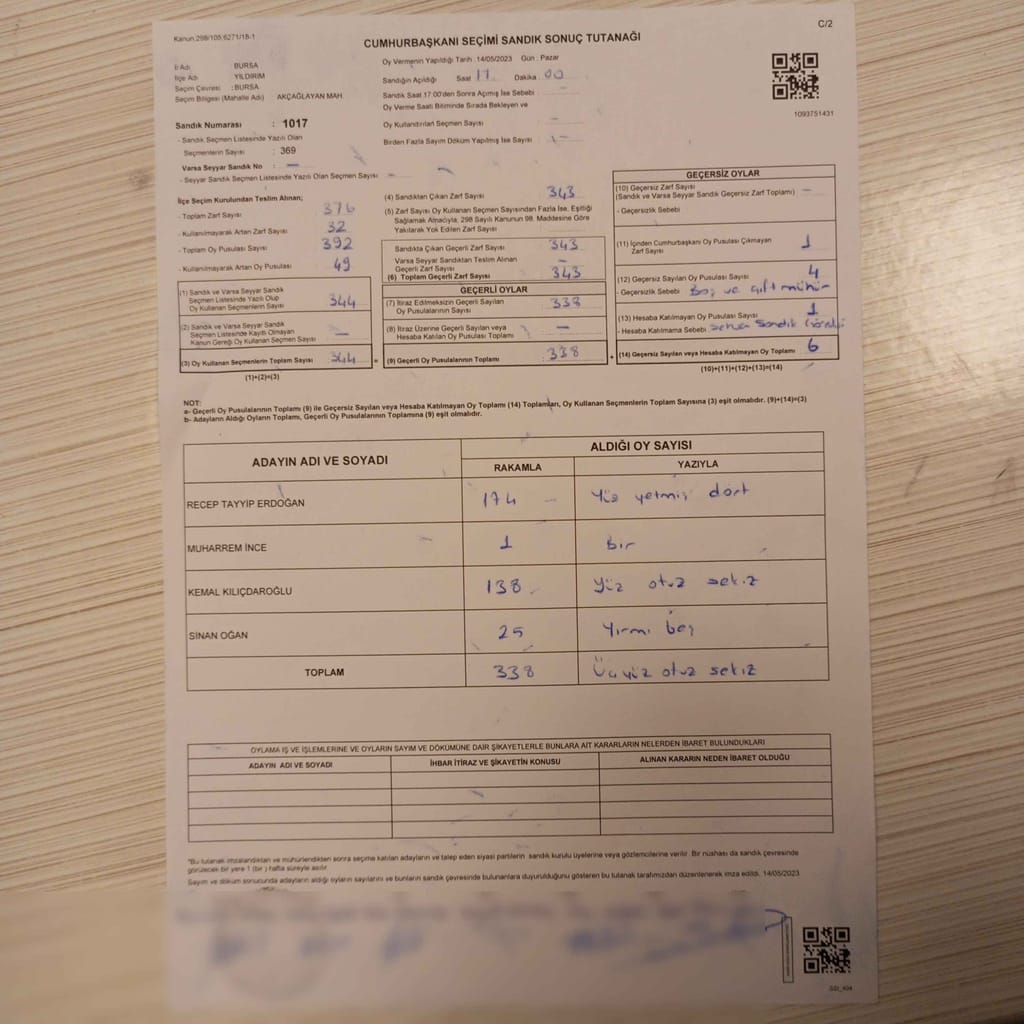 C/2
Kanun:298/105,6271/18-1
CUMHURBAŞKANI SEÇİMİ SANDIK SONUÇ TUTANAĞI
İl Adı BURSA
İlçe Adı YILDIRIM
Seçim Çevresi : BURSA
Seçim Bölgesi (Mahalle Adı) : AKÇAĞLAYAN MAH.
Oy Vermenin Yapıldığı Tarih : 14/05/2023 Gün : Pazar
Sandığın Açıldığı Saat 17 Dakika : 00
Sandık Saat 17:00'den Sonra Açımış İse Sebebi :
Oy Verme Saati Bitiminde Sırada Bekleyen ve
Oy Kullandırılan Seçmen Sayısı : -
Birden Fazla Sayım Döküm Yapılmış İse Sayısı : -
1093751431
Sandık Numarası : 1017
- Sandık Seçmen Listesinde Yazılı Olan
Seçmenlerin Sayısı : 369
Varsa Seyyar Sandık No : -
- Seyyar Sandık Seçmen Listesinde Yazılı Olan Seçmen Sayısı : -
İlçe Seçim Kurulundan Teslim Alınan;
- Toplam Zarf Sayısı 376
- Kullanılmayarak Artan Zarf Sayısı 32
- Toplam Oy Pusulası Sayısı 392
- Kullanılmayarak Artan Oy Pusulası 49
(1) Sandık ve Varsa Seyyar Sandık
Seçmen Listesinde Yazılı Olup
Oy Kullanan Seçmenlerin Sayısı 344
(2) Sandık ve Varsa Seyyar Sandık
Seçmen Listesinde Kayıtlı Olmayan
Kanun Gereği Oy Kullanan Seçmen Sayısı -
(3) Oy Kullanan Seçmenlerin Toplam Sayısı 344 =
(1)+(2)=(3)
(4) Sandıktan Çıkan Zarf Sayısı 343
(5) Zarf Sayısı Oy Kullanan Seçmen Sayısından Fazla İse, Eşitliği
Sağlamak Amacıyla, 298 Sayılı Kanunun 98. Maddesine Göre
Yakılarak Yok Edilen Zarf Sayısı
Sandıkta Çıkan Geçerli Zarf Sayısı 343
Varsa Seyyar Sandıktan Teslim Alınan
Geçerli Zarf Sayısı -
(6) Toplam Geçerli Zarf Sayısı 343
GEÇERLİ OYLAR
(7) İtiraz Edilmeksizin Geçerli Sayılan
Oy Pusulalarının Sayısı : 338
(8) İtiraz Üzerine Geçerli Sayılan veya
Hesaba Katılan Oy Pusulası Sayısı : -
(9) Geçerli Oy Pusulalarının Toplamı : 338 +
GEÇERSİZ OYLAR
(10) Geçersiz Zarf Sayısı
(Sandık ve Varsa Seyyar Sandık Geçersiz Zarf Toplamı) -
- Geçersizlik Sebebi
(11) İçinden Cumhurbaşkanı Oy Pusulası Çıkmayan
Zarf Sayısı 1
(12) Geçersiz Sayılan Oy Pusulası Sayısı 4
- Geçersizlik Sebebi Boş ve çift mühür
(13) Hesaba Katılmayan Oy Pusulası Sayısı 1
- Hesaba Katılmama Sebebi Sandık
(14) Geçersiz Sayılan veya Hesaba Katılmayan Oy Toplamı 6
(10)+(11)+(12)+(13)=(14)
NOT:
a- Geçerli Oy Pusulalarının Toplamı (9) ile Geçersiz Sayılan veya Hesaba Katılmayan Oy Toplamı (14) Toplamları, Oy Kullanan Seçmenlerin Toplam Sayısına (3) eşit olmalıdır. (9)+(14)=(3)
b- Adayların Aldığı Oyların Toplamı, Geçerli Oy Pusulalarının Toplamına (9) eşit olmalıdır.
ADAYIN ADI VE SOYADI
ALDIĞI OY SAYISI
RAKAMLA YAZIYLA
RECEP TAYYİP ERDOĞAN 174 Yüz yetmiş dört
MUHARREM İNCE 1 bir
KEMAL KILIÇDAROĞLU 138 Yüz otuz sekiz
SİNAN OĞAN 25 Yirmi beş
TOPLAM 338 Üçyüz otuz sekiz
OYLAMA İŞ VE İŞLEMLERİNE VE OYLARIN SAYIM VE DÖKÜMÜNE DAİR ŞİKAYETLERLE BUNLARA AİT KARARLARIN NELERDEN İBARET BULUNDUKLARI
ADAYIN ADI VE SOYADI İHBAR İTİRAZ VE ŞİKAYETİN KONUSU ALINAN KARARIN NEDEN İBARET OLDUĞU
*Bu tutanak imzalandıktan ve mühürlendikten sonra seçime katılan adayların ve talep eden siyasi partilerin sandık kurulu üyelerine veya gözlemcilerine verilir. Bir nüshası da sandık çevresinde
görülecek bir yere 1 (bir) hafta süreyle asılır.
Sayım ve döküm sonucunda adayların aldığı oyların sayılarını ve bunların sandık çevresinde bulunanlara duyurulduğunu gösteren bu tutanak tarafımızdan düzenlenerek imza edildi. 14/05/2023